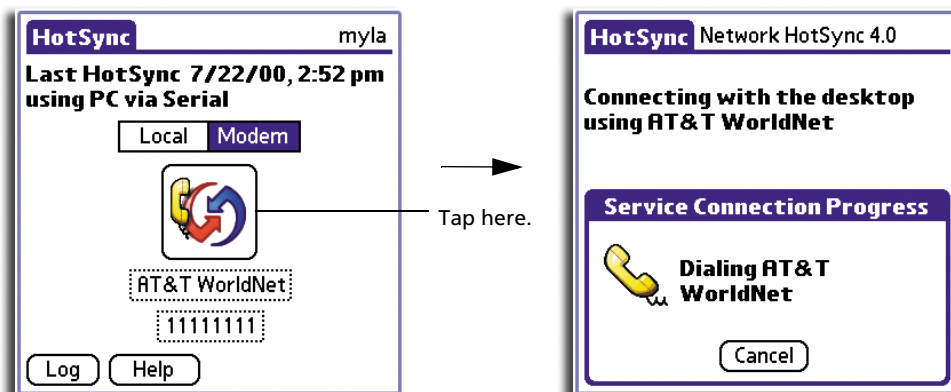 HotSync myla
Last HotSync 7/22/00, 2:52 pm
using PC via Serial
Local Modem
AT&T WorldNet
11111111
Log Help
Tap here.
HotSync Network HotSync 4.0
Connecting with the desktop
using AT&T WorldNet
Service Connection Progress
Dialing AT&T
WorldNet
Cancel